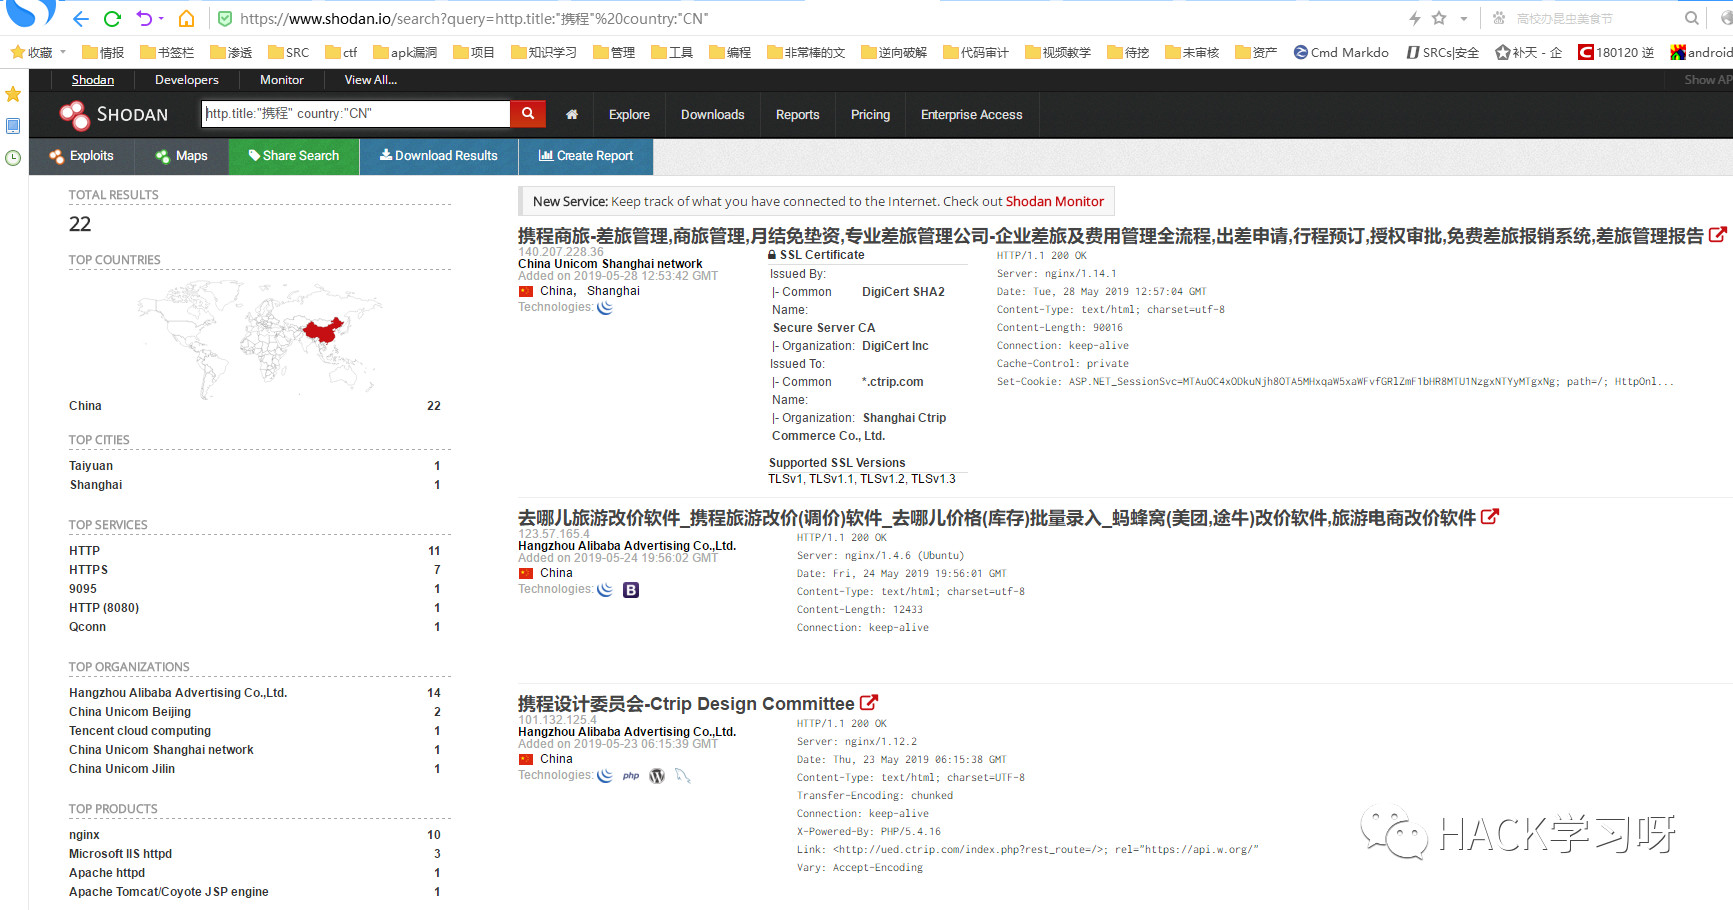 https://www.shodan.io/search?query=http.title:"携程"%20country:"CN"
高校办昆虫美食节
收藏 情报 书签栏 渗透 SRC ctf apk漏洞 项目 知识学习 管理 工具 编程 非常棒的文 逆向破解 代码审计 视频教学 待挖 未审核 资产 Cmd Markdo SRCs|安全 补天 - 企 180120 逆 android
Shodan Developers Monitor View All... Show AP
SHODAN http.title:"携程" country:"CN" Explore Downloads Reports Pricing Enterprise Access
Exploits Maps Share Search Download Results Create Report
TOTAL RESULTS
22
TOP COUNTRIES
China 22
TOP CITIES
Taiyuan 1
Shanghai 1
TOP SERVICES
HTTP 11
HTTPS 7
9095 1
HTTP (8080) 1
Qconn 1
TOP ORGANIZATIONS
Hangzhou Alibaba Advertising Co.,Ltd. 14
China Unicom Beijing 2
Tencent cloud computing 1
China Unicom Shanghai network 1
China Unicom Jilin 1
TOP PRODUCTS
nginx 10
Microsoft IIS httpd 3
Apache httpd 1
Apache Tomcat/Coyote JSP engine 1
New Service: Keep track of what you have connected to the Internet. Check out Shodan Monitor
携程商旅-差旅管理,商旅管理,月结免垫资,专业差旅管理公司-企业差旅及费用管理全流程,出差申请,行程预订,授权审批,免费差旅报销系统,差旅管理报告
140.207.228.36
China Unicom Shanghai network
Added on 2019-05-28 12:53:42 GMT
China, Shanghai
Technologies:
SSL Certificate
Issued By:
|- Common Name: DigiCert SHA2
Secure Server CA
|- Organization: DigiCert Inc
Issued To:
|- Common Name: *.ctrip.com
|- Organization: Shanghai Ctrip
Commerce Co., Ltd.
Supported SSL Versions
TLSv1, TLSv1.1, TLSv1.2, TLSv1.3
HTTP/1.1 200 OK
Server: nginx/1.14.1
Date: Tue, 28 May 2019 12:57:04 GMT
Content-Type: text/html; charset=utf-8
Content-Length: 90016
Connection: keep-alive
Cache-Control: private
Set-Cookie: ASP.NET_SessionSvc=MTAuOC4xODkuNjh8OTA5MHxqaW5xaWFvfGRlZmF1bHR8MTU1NzgxNTYyMTgxNg; path=/; HttpOnl...
去哪儿旅游改价软件_携程旅游改价(调价)软件_去哪儿价格(库存)批量录入_蚂蜂窝(美团,途牛)改价软件,旅游电商改价软件
123.57.165.4
Hangzhou Alibaba Advertising Co.,Ltd.
Added on 2019-05-24 19:56:02 GMT
China
Technologies: B
HTTP/1.1 200 OK
Server: nginx/1.4.6 (Ubuntu)
Date: Fri, 24 May 2019 19:56:01 GMT
Content-Type: text/html; charset=utf-8
Content-Length: 12433
Connection: keep-alive
携程设计委员会-Ctrip Design Committee
101.132.125.4
Hangzhou Alibaba Advertising Co.,Ltd.
Added on 2019-05-23 06:15:39 GMT
China
Technologies: php
HTTP/1.1 200 OK
Server: nginx/1.12.2
Date: Thu, 23 May 2019 06:15:38 GMT
Content-Type: text/html; charset=UTF-8
Transfer-Encoding: chunked
Connection: keep-alive
X-Powered-By: PHP/5.4.16
Link: <http://ued.ctrip.com/index.php?rest_route=/>; rel="https://api.w.org/"
Vary: Accept-Encoding
HACK学习呀